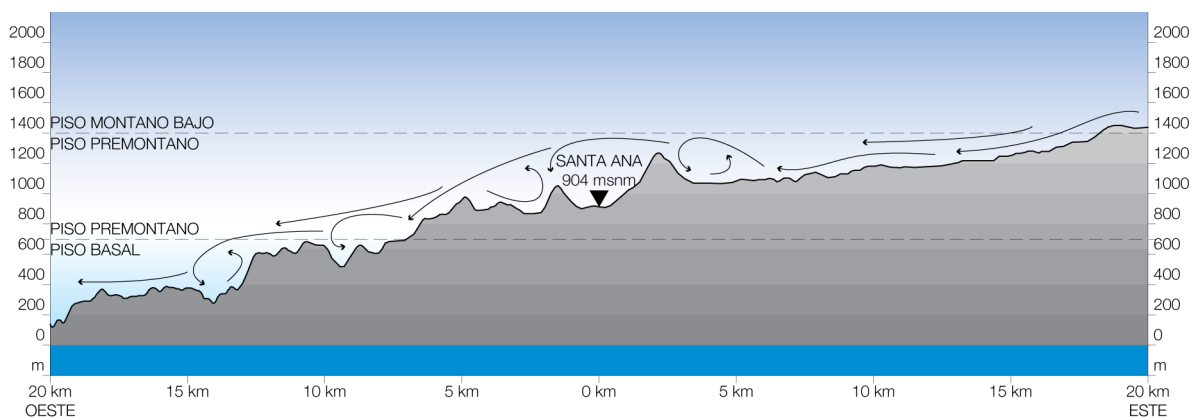 2000
1800
1600
1400
1200
1000
800
600
400
200
0
m
PISO MONTANO BAJO
PISO PREMONTANO
SANTA ANA
904 msnm
PISO PREMONTANO
PISO BASAL
2000
1800
1600
1400
1200
1000
800
600
400
200
0
m
20 km
15 km
10 km
5 km
0 km
5 km
10 km
15 km
20 km
OESTE
ESTE